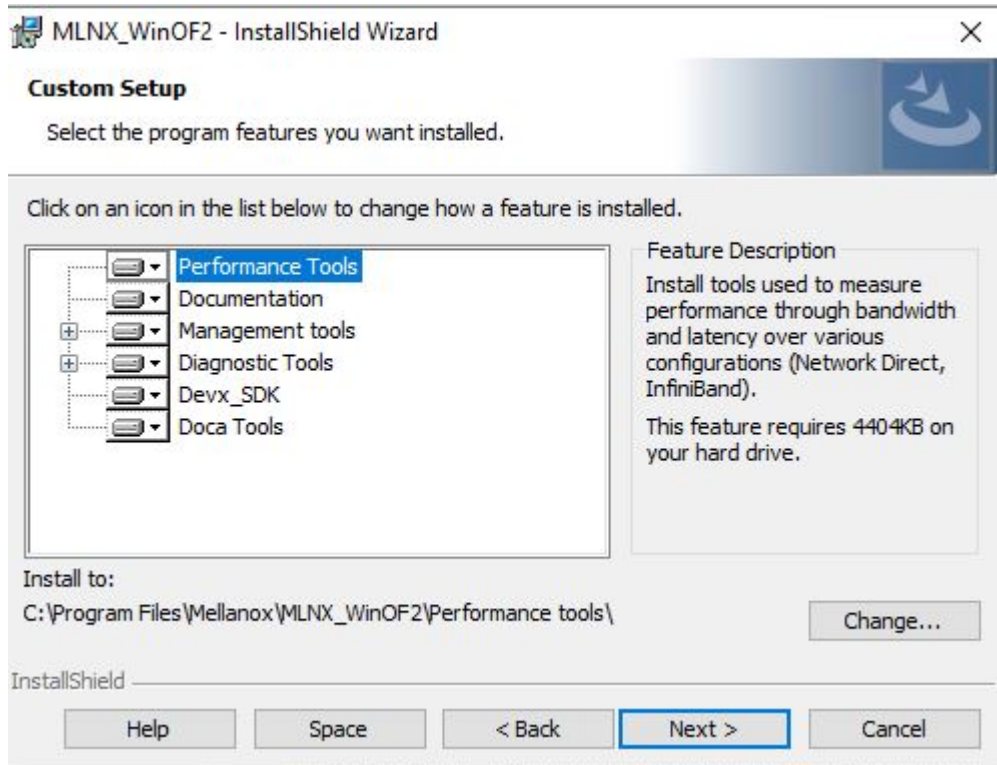 MLNX_WinOF2 - InstallShield Wizard
Custom Setup
Select the program features you want installed.
Click on an icon in the list below to change how a feature is installed.
Performance Tools
Documentation
Management tools
Diagnostic Tools
Devx_SDK
Doca Tools
Feature Description
Install tools used to measure
performance through bandwidth
and latency over various
configurations (Network Direct,
InfiniBand).
This feature requires 4404KB on
your hard drive.
Install to:
C:\Program Files\Mellanox\MLNX_WinOF2\Performance tools\
Change...
InstallShield
Help
Space
< Back
Next >
Cancel